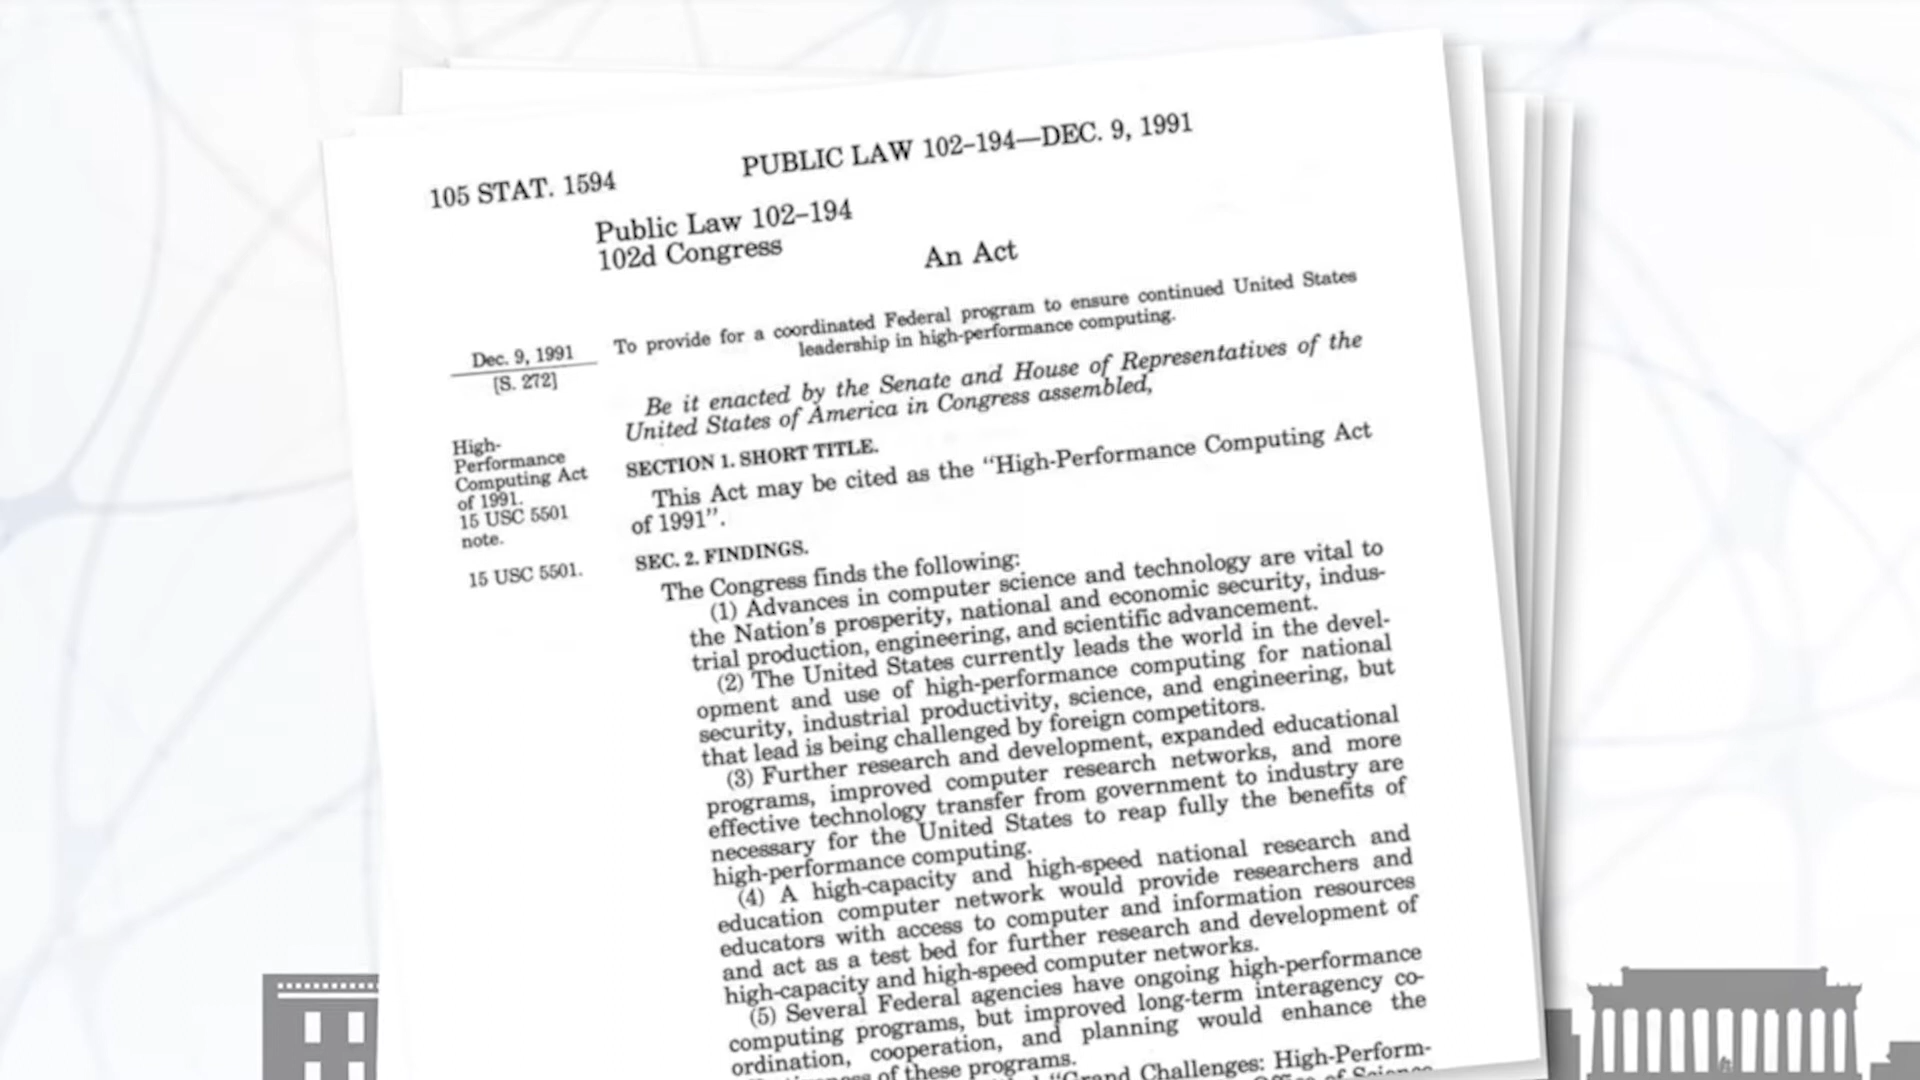 105 STAT. 1594
PUBLIC LAW 102–194—DEC. 9, 1991
Public Law 102–194
102d Congress
An Act
Dec. 9, 1991
[S. 272]
To provide for a coordinated Federal program to ensure continued United States
leadership in high-performance computing.
Be it enacted by the Senate and House of Representatives of the
United States of America in Congress assembled,
High-
Performance
Computing Act
of 1991.
15 USC 5501
note.
SECTION 1. SHORT TITLE.
This Act may be cited as the “High-Performance Computing Act
of 1991”.
15 USC 5501.
SEC. 2. FINDINGS.
The Congress finds the following:
(1) Advances in computer science and technology are vital to
the Nation's prosperity, national and economic security, indus-
trial production, engineering, and scientific advancement.
(2) The United States currently leads the world in the devel-
opment and use of high-performance computing for national
security, industrial productivity, science, and engineering, but
that lead is being challenged by foreign competitors.
(3) Further research and development, expanded educational
programs, improved computer research networks, and more
effective technology transfer from government to industry are
necessary for the United States to reap fully the benefits of
high-performance computing.
(4) A high-capacity and high-speed national research and
education computer network would provide researchers and
educators with access to computer and information resources
and act as a test bed for further research and development of
high-capacity and high-speed computer networks.
(5) Several Federal agencies have ongoing high-performance
computing programs, but improved long-term interagency co-
ordination, cooperation, and planning would enhance the
of these programs.
“Grand Challenges: High-Perform-
Office of Science